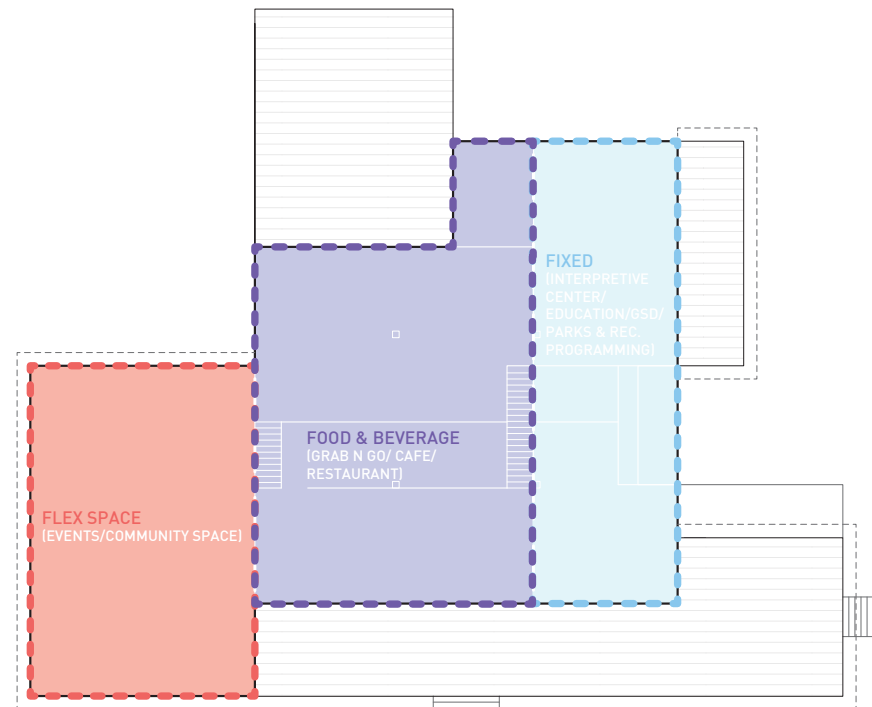 FIXED
(INTERPRETIVE
CENTER/
EDUCATION/GSD/
PARKS & REC.
PROGRAMMING)
FOOD & BEVERAGE
(GRAB N GO/ CAFE/
RESTAURANT)
FLEX SPACE
(EVENTS/COMMUNITY SPACE)